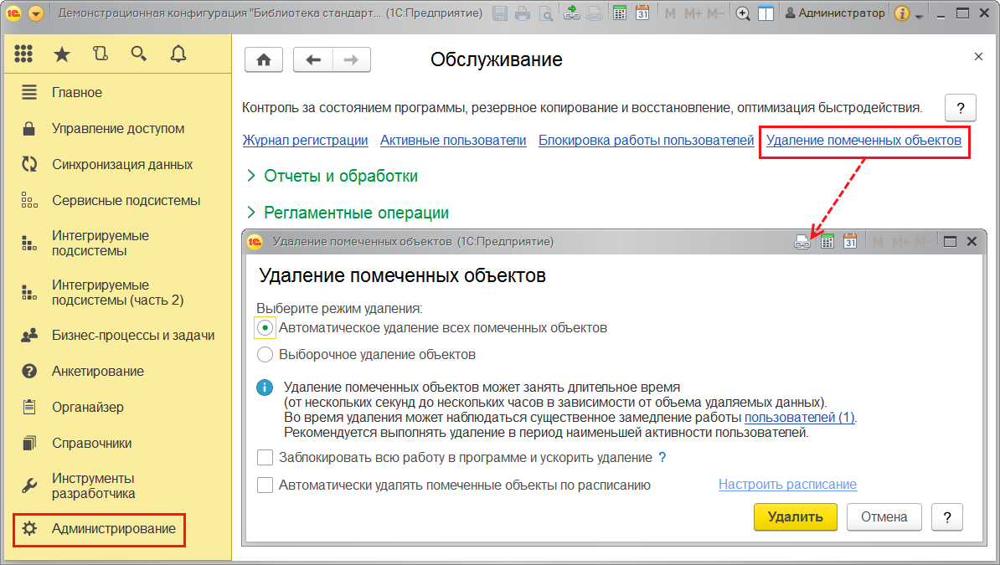 Демонстрационная конфигурация "Библиотека стандарт... (1С:Предприятие)
31
M M+ M-
Администратор
Главное
Управление доступом
Синхронизация данных
Сервисные подсистемы
Интегрируемые
подсистемы
Интегрируемые
подсистемы (часть 2)
Бизнес-процессы и задачи
Анкетирование
Органайзер
Справочники
Инструменты
разработчика
Администрирование
Обслуживание
Контроль за состоянием программы, резервное копирование и восстановление, оптимизация быстродействия.
?
Журнал регистрации Активные пользователи Блокировка работы пользователей Удаление помеченных объектов
Отчеты и обработки
Регламентные операции
1С Удаление помеченных объектов (1С:Предприятие)
31
M M+ M-
Удаление помеченных объектов
Выберите режим удаления:
Автоматическое удаление всех помеченных объектов
Выборочное удаление объектов
Удаление помеченных объектов может занять длительное время
(от нескольких секунд до нескольких часов в зависимости от объема удаляемых данных).
Во время удаления может наблюдаться существенное замедление работы пользователей (1).
Рекомендуется выполнять удаление в период наименьшей активности пользователей.
Заблокировать всю работу в программе и ускорить удаление ?
Автоматически удалять помеченные объекты по расписанию Настроить расписание
Удалить Отмена ?